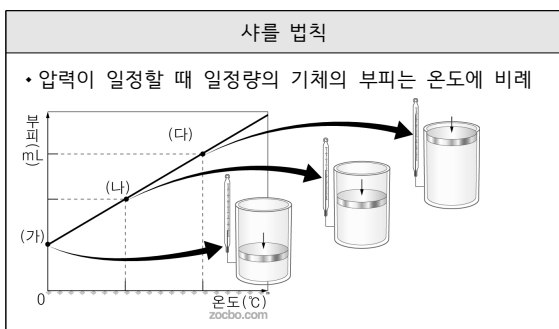 샤를 법칙
• 압력이 일정할 때 일정량의 기체의 부피는 온도에 비례
부피 mL
(다)
(나)
(가)
0
온도(℃)
zocbo.com